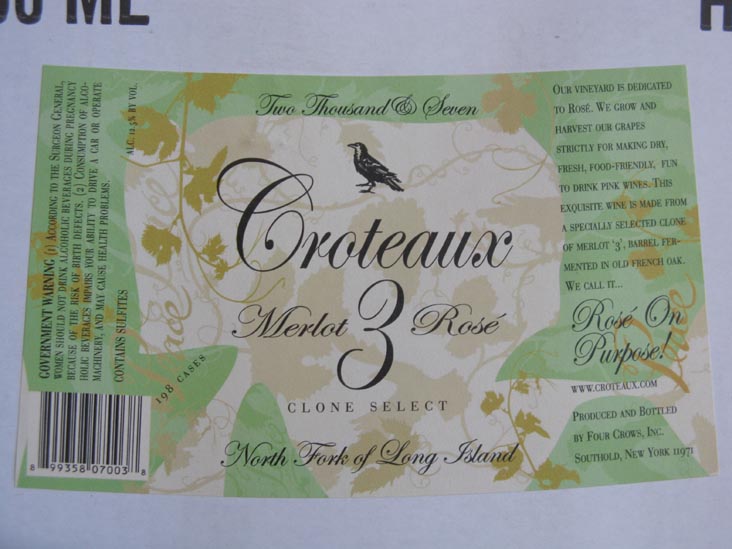 00 ML
H
GOVERNMENT WARNING (1) ACCORDING TO THE SURGEON GENERAL,
WOMEN SHOULD NOT DRINK ALCOHOLIC BEVERAGES DURING PREGNANCY
BECAUSE OF THE RISK OF BIRTH DEFECTS. (2) CONSUMPTION OF ALCO-
HOLIC BEVERAGES IMPAIRS YOUR ABILITY TO DRIVE A CAR OR OPERATE
MACHINERY, AND MAY CAUSE HEALTH PROBLEMS.
CONTAINS SULFITES
ALC. 12.5% BY VOL.
198 CASES
8 99358 07003 8
Two Thousand & Seven
Croteaux
Merlot 3 Rosé
CLONE SELECT
North Fork of Long Island
OUR VINEYARD IS DEDICATED
TO ROSÉ. WE GROW AND
HARVEST OUR GRAPES
STRICTLY FOR MAKING DRY,
FRESH, FOOD-FRIENDLY, FUN
TO DRINK PINK WINES. THIS
EXQUISITE WINE IS MADE FROM
A SPECIALLY SELECTED CLONE
OF MERLOT '3', BARREL FER-
MENTED IN OLD FRENCH OAK.
WE CALL IT...
Rosé On
Purpose!
WWW.CROTEAUX.COM
PRODUCED AND BOTTLED
BY FOUR CROWS, INC.
SOUTHOLD, NEW YORK 11971